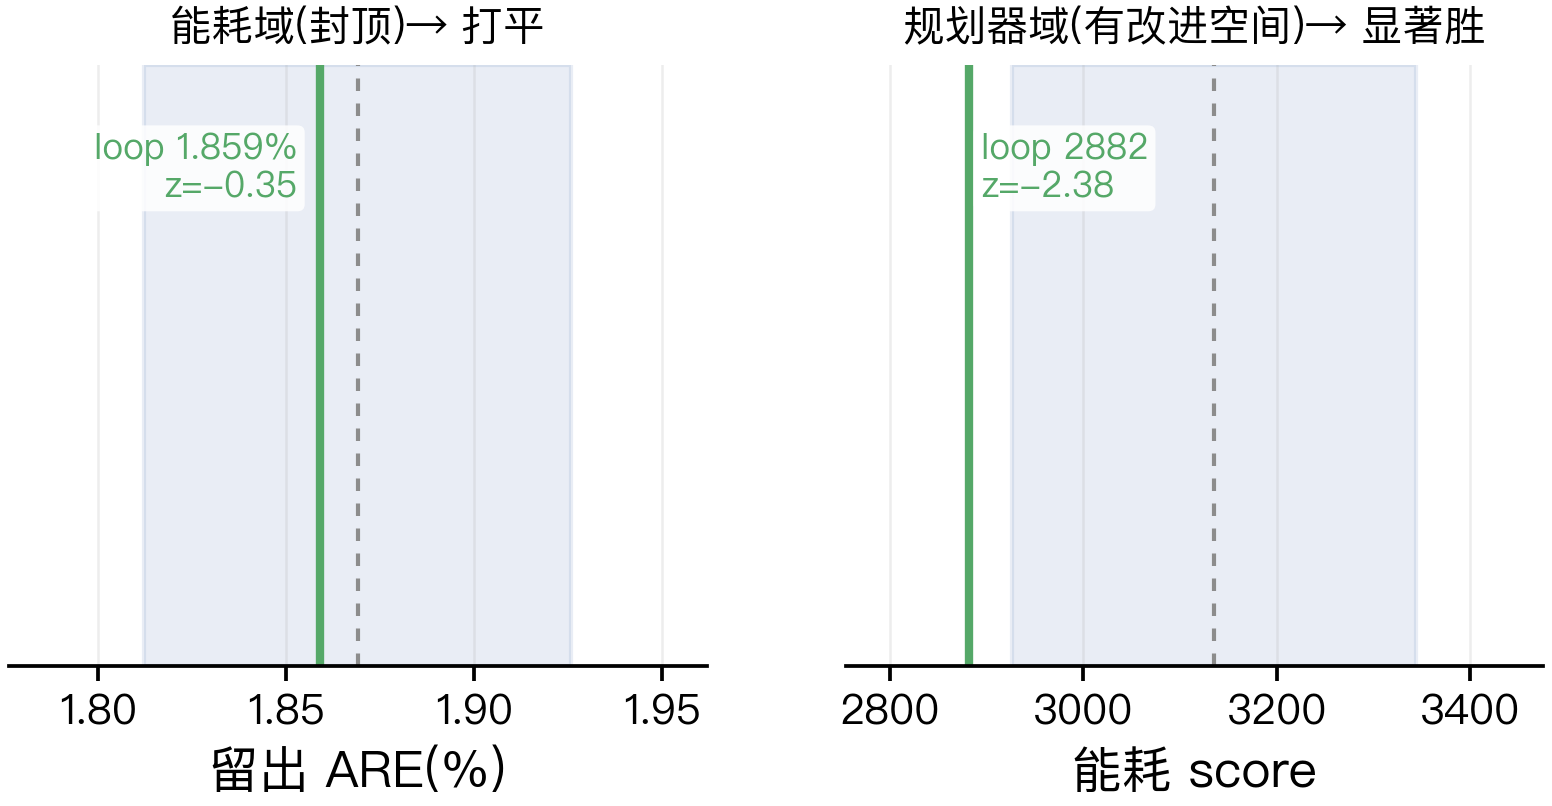 能耗域(封顶)→ 打平
loop 1.859%
z=−0.35
1.80 1.85 1.90 1.95
留出 ARE(%)
规划器域(有改进空间)→ 显著胜
loop 2882
z=−2.38
2800 3000 3200 3400
能耗 score